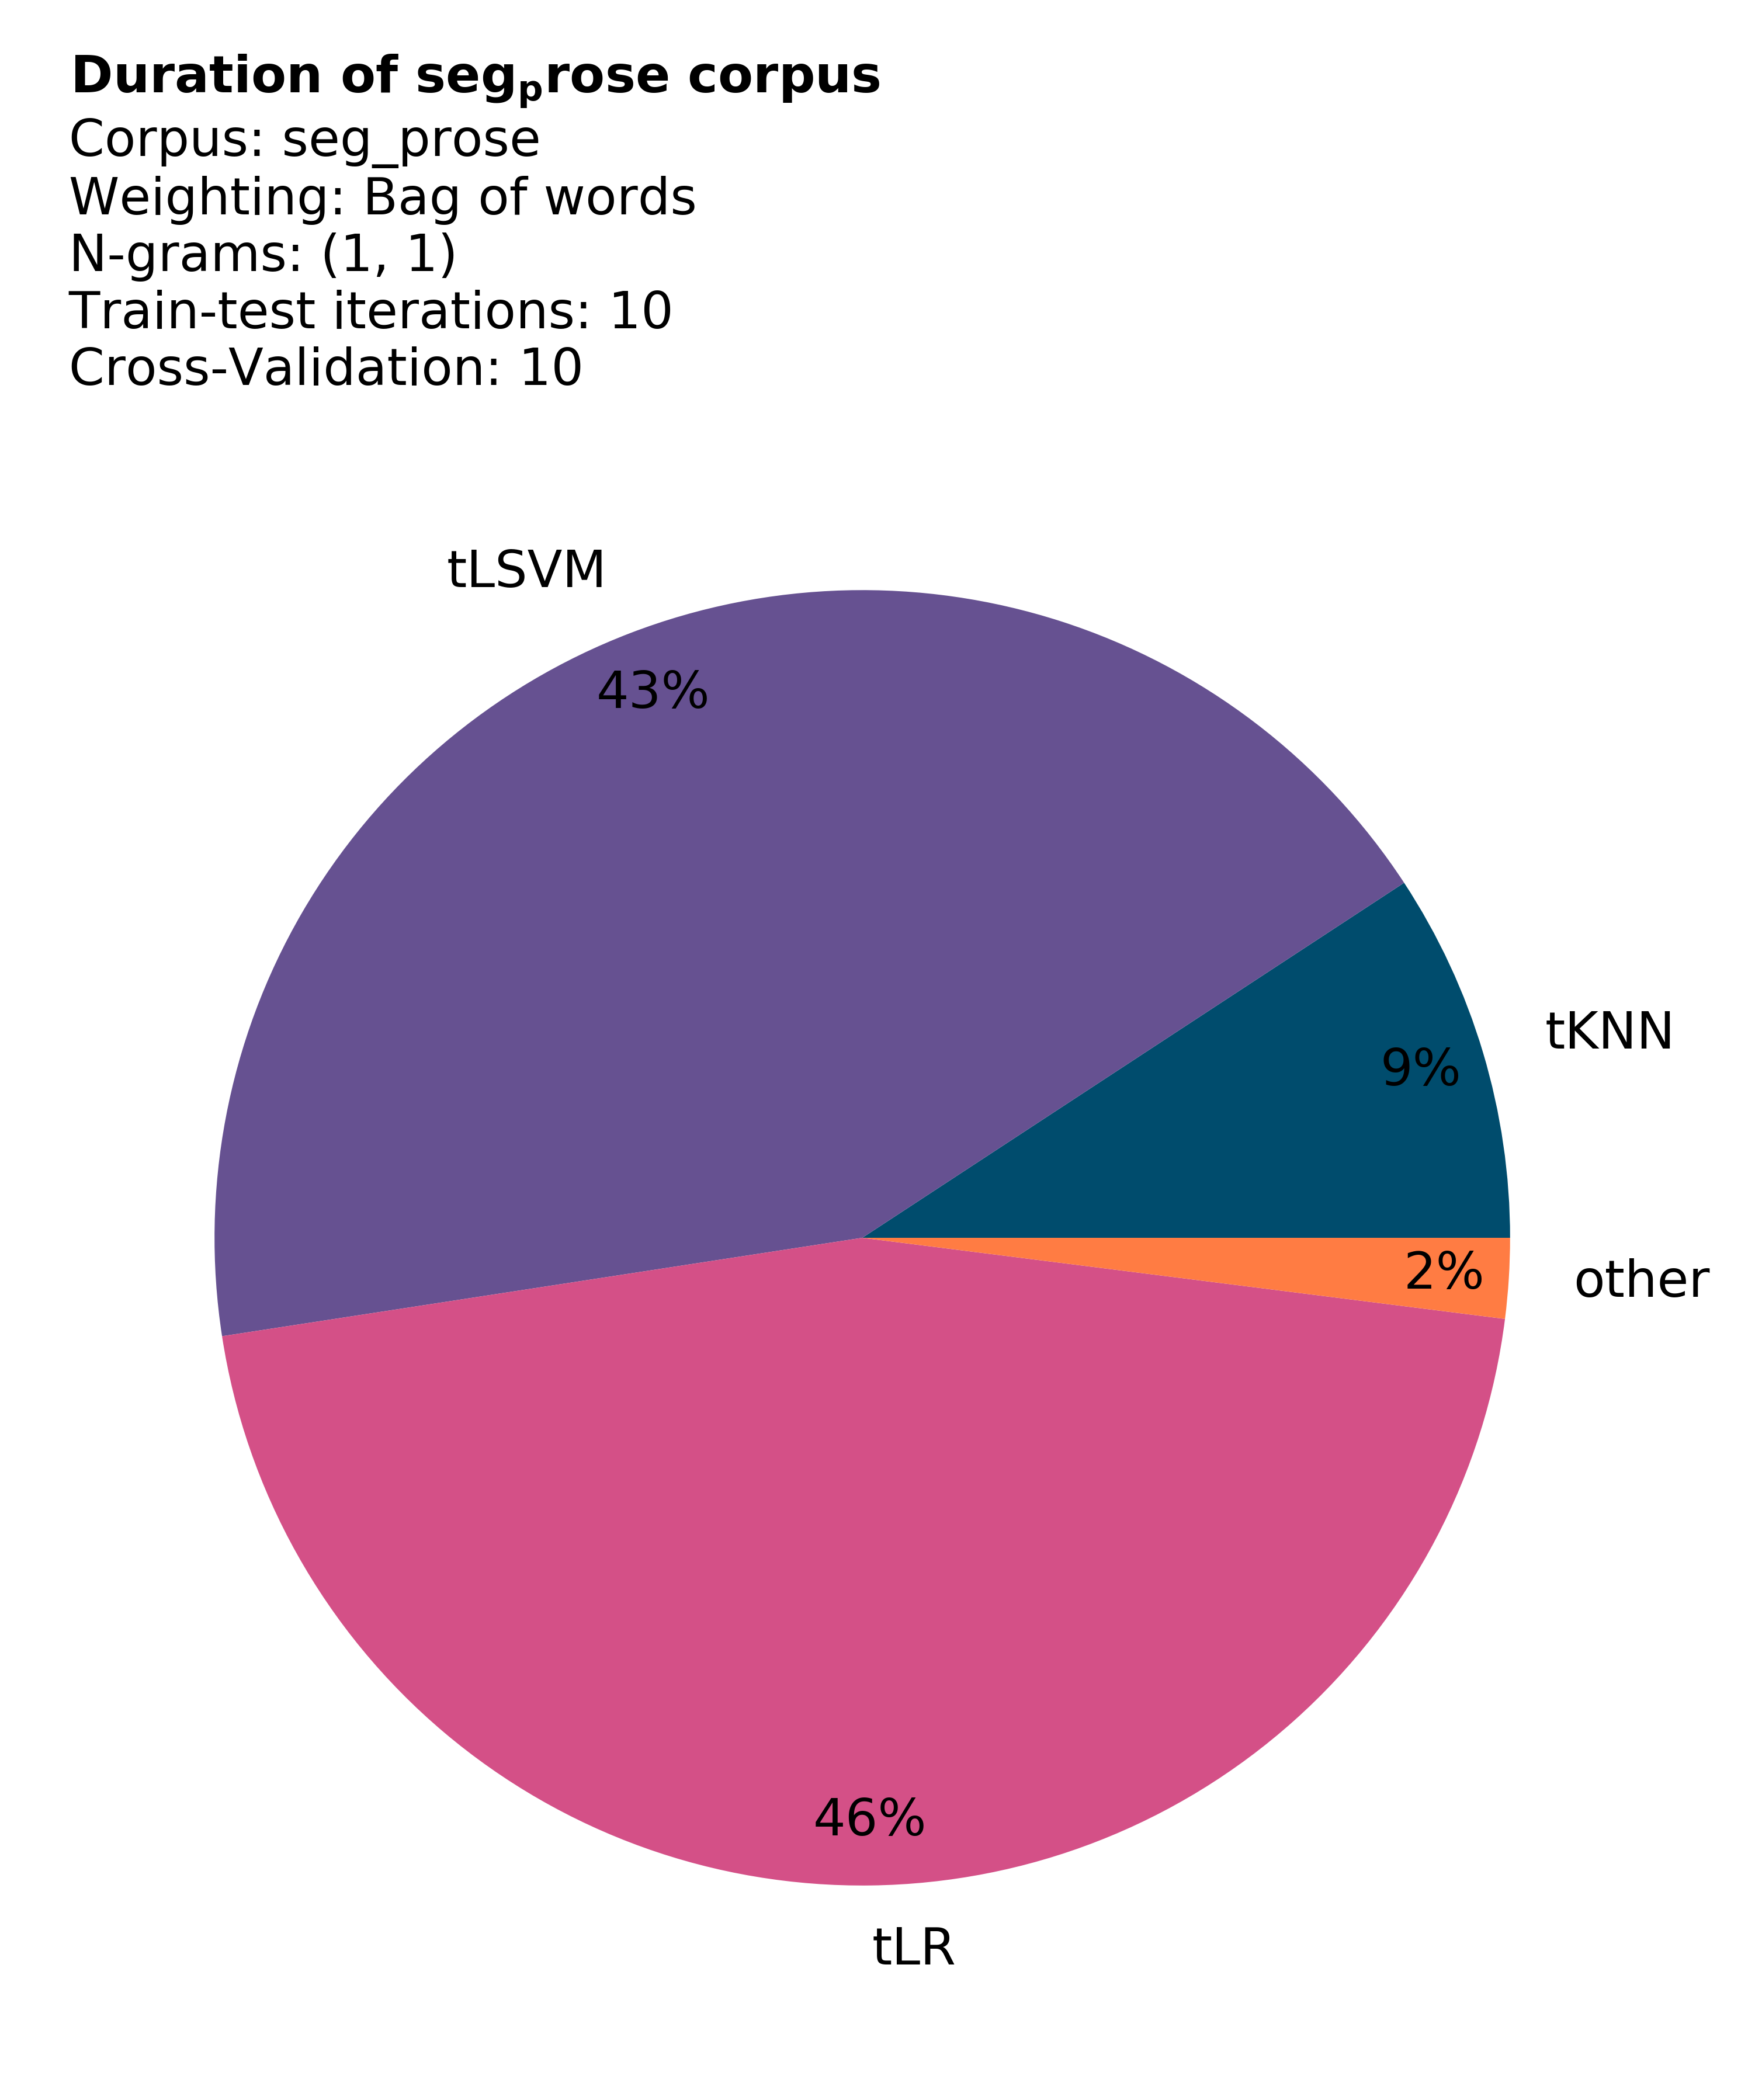 Duration of segₚrose corpus
Corpus: seg_prose
Weighting: Bag of words
N-grams: (1, 1)
Train-test iterations: 10
Cross-Validation: 10
tLSVM
43%
tKNN
9%
2%
other
46%
tLR